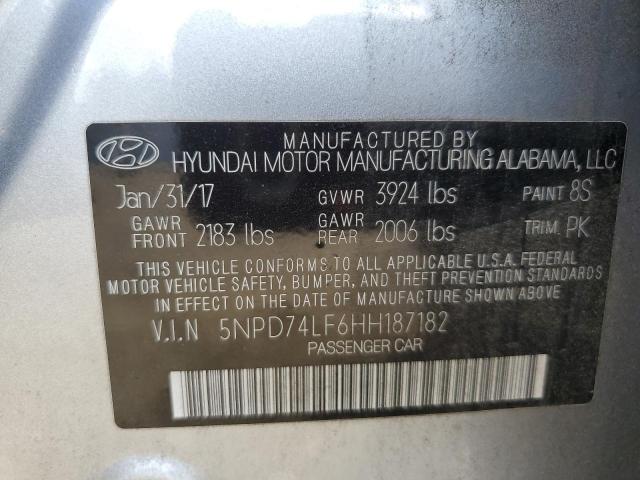 MANUFACTURED BY
HYUNDAI MOTOR MANUFACTURING ALABAMA, LLC
Jan/31/17 GVWR 3924 lbs PAINT 8S
GAWR FRONT 2183 lbs GAWR REAR 2006 lbs TRIM PK
THIS VEHICLE CONFORMS TO ALL APPLICABLE U.S.A. FEDERAL
MOTOR VEHICLE SAFETY, BUMPER, AND THEFT PREVENTION STANDARDS
IN EFFECT ON THE DATE OF MANUFACTURE SHOWN ABOVE.
V.I.N 5NPD74LF6HH187182
PASSENGER CAR